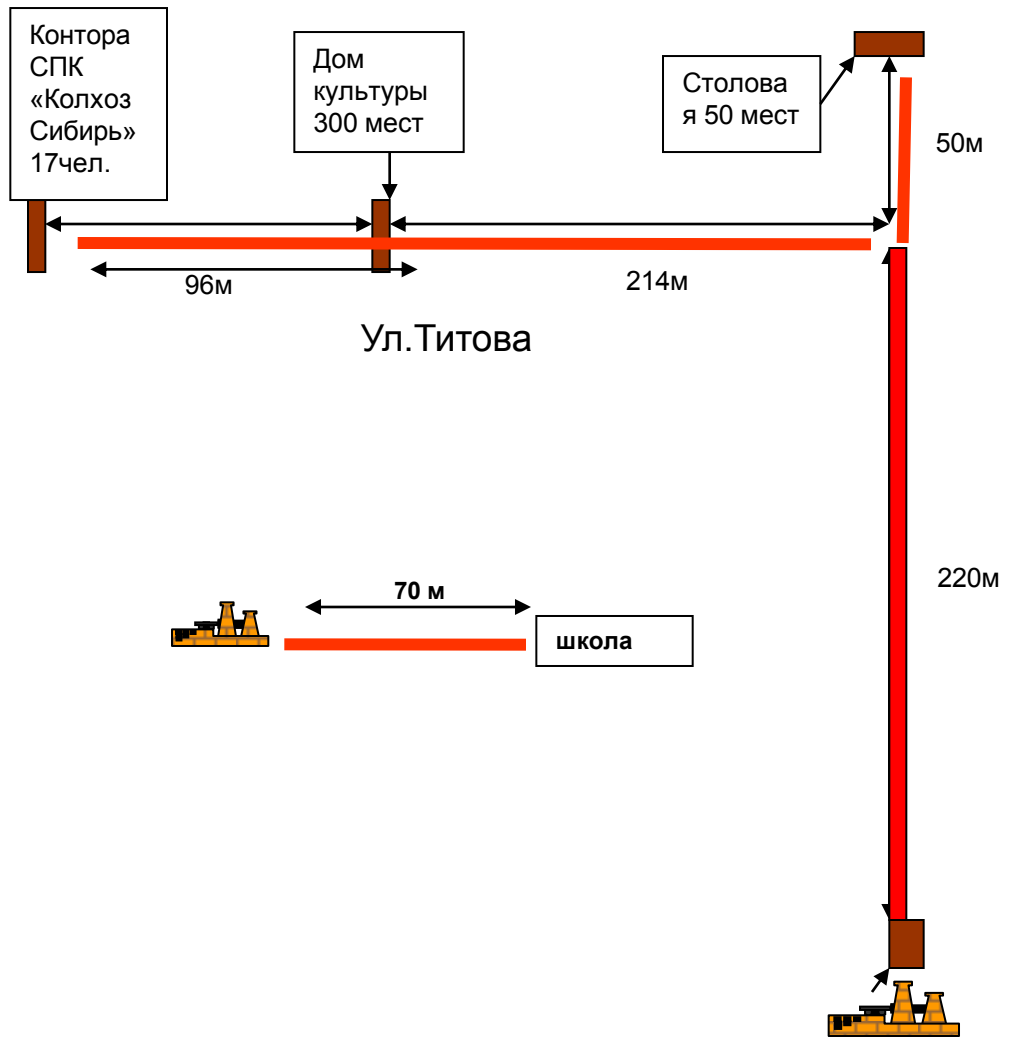 Контора
СПК
«Колхоз
Сибирь»
17чел.
Дом
культуры
300 мест
Столова
я 50 мест
50м
96м
214м
Ул.Титова
220м
70 м
школа